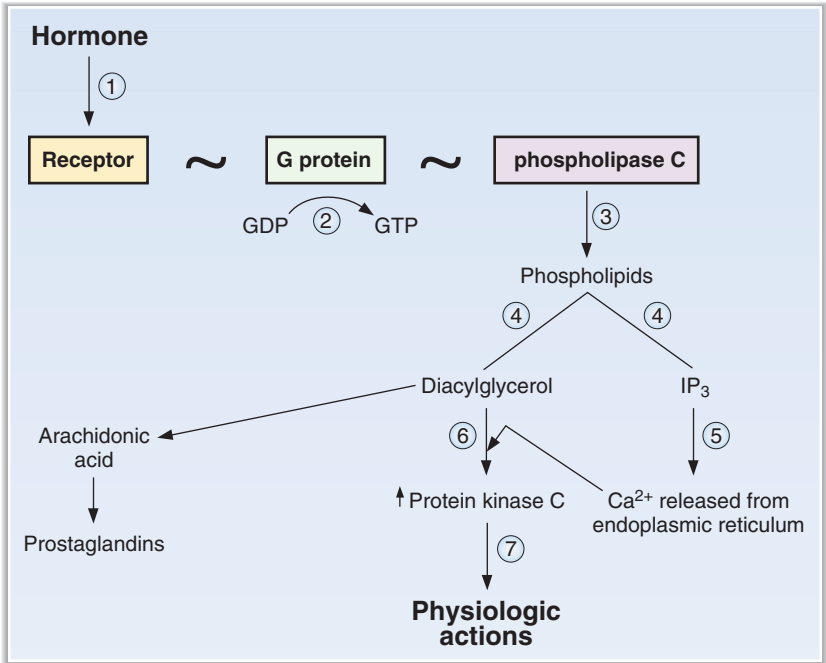 Hormone
1
Receptor ~ G protein ~ phospholipase C
GDP 2 GTP
3
Phospholipids
4 4
Diacylglycerol IP₃
Arachidonic
acid
6 5
Protein kinase C
Ca²⁺ released from
endoplasmic reticulum
Prostaglandins
7
Physiologic
actions